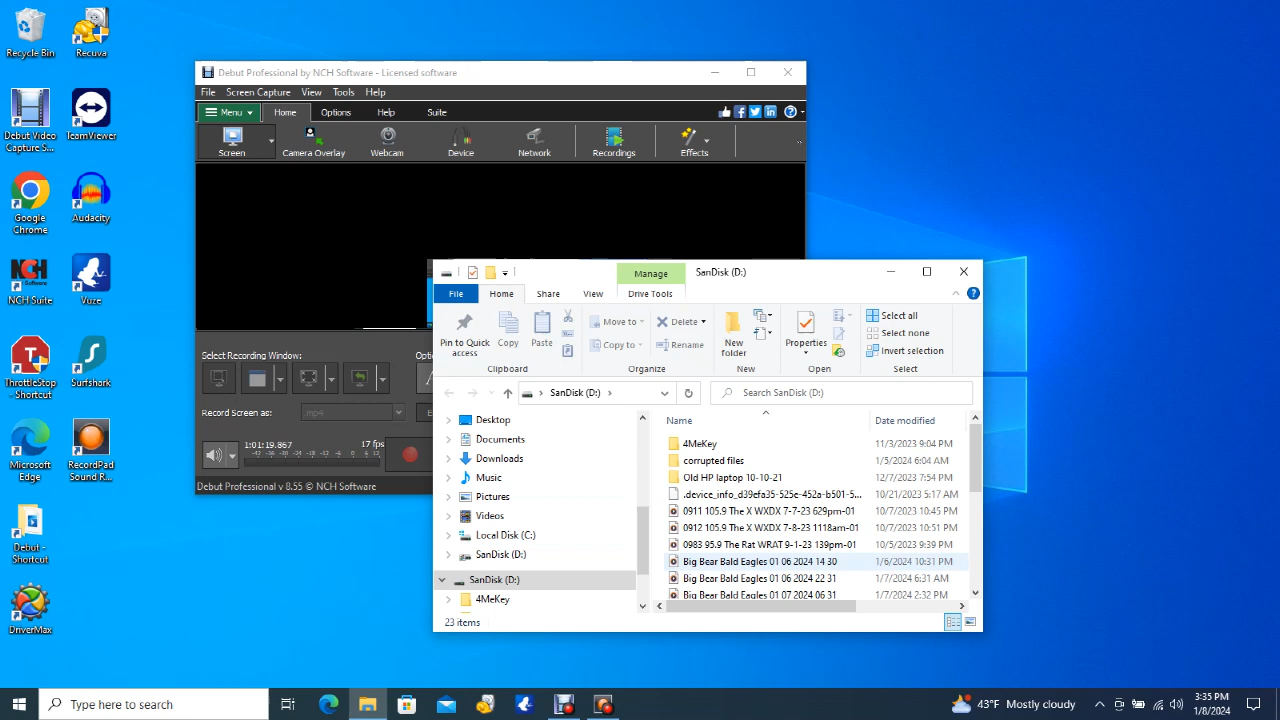 Recycle Bin
Recuva
Debut Video
Capture S...
TeamViewer
Google
Chrome
Audacity
NCH
NCH Suite
Vuze
ThrottleStop
- Shortcut
Surfshark
Microsoft
Edge
RecordPad
Sound R...
Debut -
Shortcut
DriverMax
Debut Professional by NCH Software - Licensed software
File Screen Capture View Tools Help
Menu Home Options Help Suite
Screen Camera Overlay Webcam Device Network Recordings Effects
Select Recording Window:
Record Screen as: .mp4
1:01:19.867 17 fps
-42 -36 -30 -24 -18 -12 -6 0 6 12
Debut Professional v 8.55 © NCH Software
Manage SanDisk (D:)
File Home Share View Drive Tools
Pin to Quick
access
Copy
Paste
Move to
Copy to
Delete
Rename
New
folder
Properties
Select all
Select none
Invert selection
Clipboard Organize New Open Select
SanDisk (D:)
Search SanDisk (D:)
Desktop
Documents
Downloads
Music
Pictures
Videos
Local Disk (C:)
SanDisk (D:)
SanDisk (D:)
4MeKey
Name Date modified
4MeKey 11/3/2023 9:04 PM
corrupted files 1/5/2024 6:04 AM
Old HP laptop 10-10-21 12/7/2023 7:54 PM
.device_info_d39efa35-525e-452a-b501-5... 10/21/2023 5:17 AM
0911 105.9 The X WXDX 7-7-23 629pm-01 10/7/2023 10:45 PM
0912 105.9 The X WXDX 7-8-23 1118am-01 10/7/2023 10:51 PM
0983 95.9 The Rat WRAT 9-1-23 139pm-01 10/5/2023 9:39 PM
Big Bear Bald Eagles 01 06 2024 14 30 1/6/2024 10:31 PM
Big Bear Bald Eagles 01 06 2024 22 31 1/7/2024 6:31 AM
Big Bear Bald Eagles 01 07 2024 06 31 1/7/2024 2:32 PM
23 items
Type here to search
43°F Mostly cloudy
3:35 PM
1/8/2024